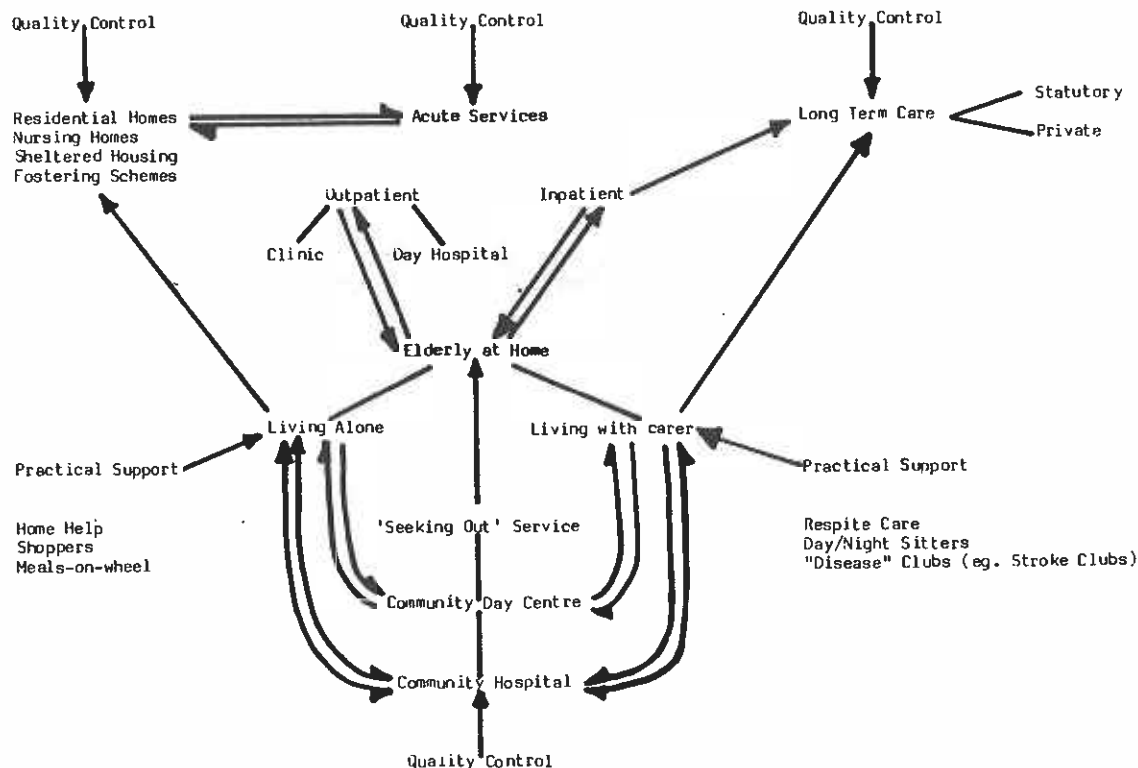 Quality Control
Quality Control
Quality Control
Residential Homes
Nursing Homes
Sheltered Housing
Fostering Schemes
Acute Services
Long Term Care
Statutory
Private
Outpatient
Inpatient
Clinic
Day Hospital
Elderly at Home
Living Alone
Living with carer
Practical Support
Practical Support
Home Help
Shoppers
Meals-on-wheel
'Seeking Out' Service
Respite Care
Day/Night Sitters
"Disease" Clubs (eg. Stroke Clubs)
Community Day Centre
Community Hospital
Quality Control